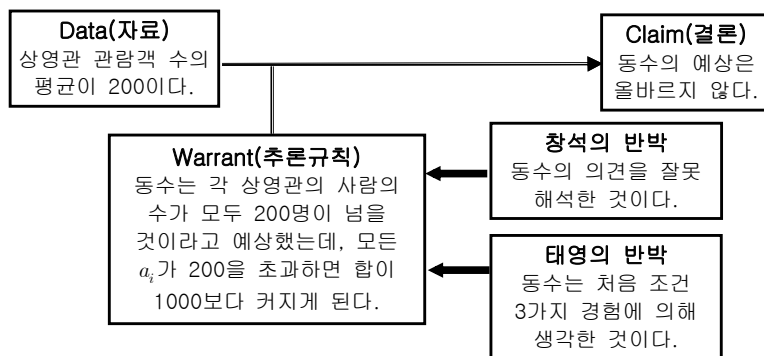 Data(자료)
상영관 관람객 수의
평균이 200이다.
Claim(결론)
동수의 예상은
올바르지 않다.
Warrant(추론규칙)
동수는 각 상영관의 사람의
수가 모두 200명이 넘을
것이라고 예상했는데, 모든
aᵢ가 200을 초과하면 합이
1000보다 커지게 된다.
창석의 반박
동수의 의견을 잘못
해석한 것이다.
태영의 반박
동수는 처음 조건
3가지 경험에 의해
생각한 것이다.